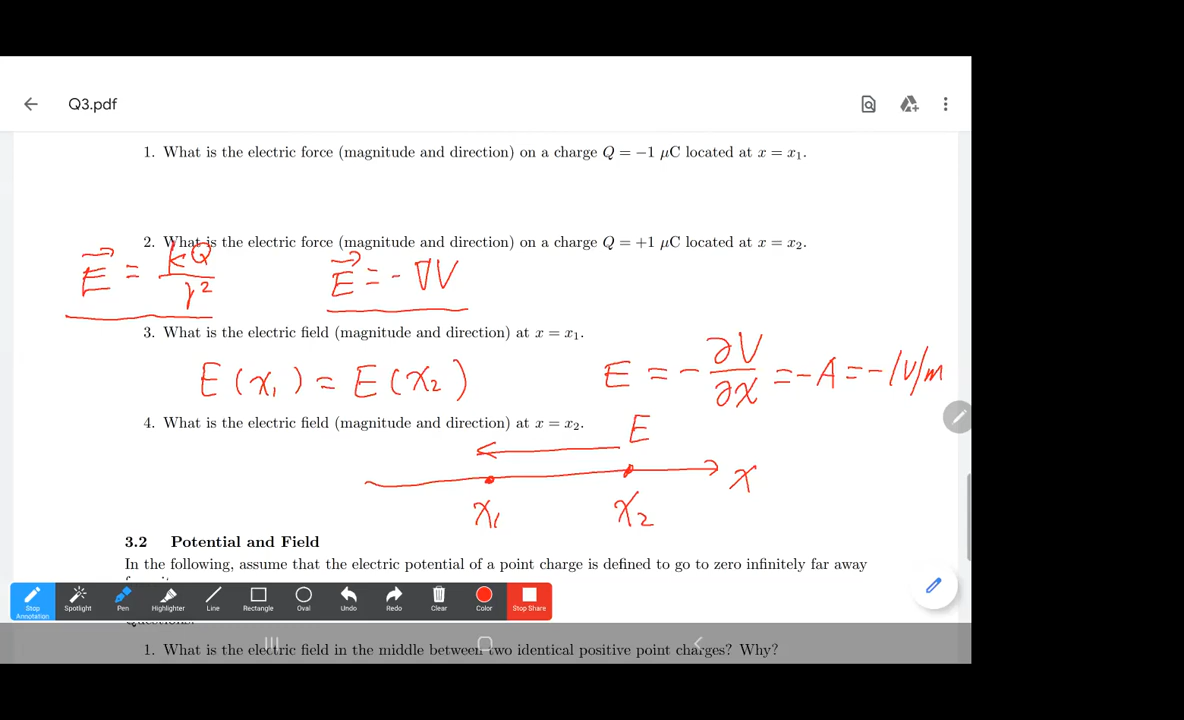 Q3.pdf
1. What is the electric force (magnitude and direction) on a charge Q = −1 μC located at x = x₁.
2. What is the electric force (magnitude and direction) on a charge Q = +1 μC located at x = x₂.
E⃗ = kQ/r² E⃗ = - ∇V
3. What is the electric field (magnitude and direction) at x = x₁.
E(x₁) = E(x₂) E = - ∂V/∂x = -A = -1V/m
4. What is the electric field (magnitude and direction) at x = x₂.
E
x
x₁ x₂
3.2 Potential and Field
In the following, assume that the electric potential of a point charge is defined to go to zero infinitely far away
Stop Annotation Spotlight Pen Highlighter Line Rectangle Oval Undo Redo Clear Color Stop Share
1. What is the electric field in the middle between two identical positive point charges? Why?